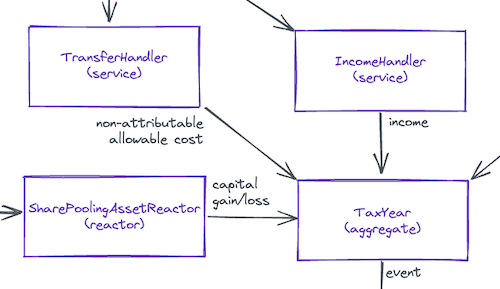 TransferHandler
(service)
IncomeHandler
(service)
non-attributable
allowable cost
income
SharePoolingAssetReactor
(reactor)
capital
gain/loss
TaxYear
(aggregate)
event